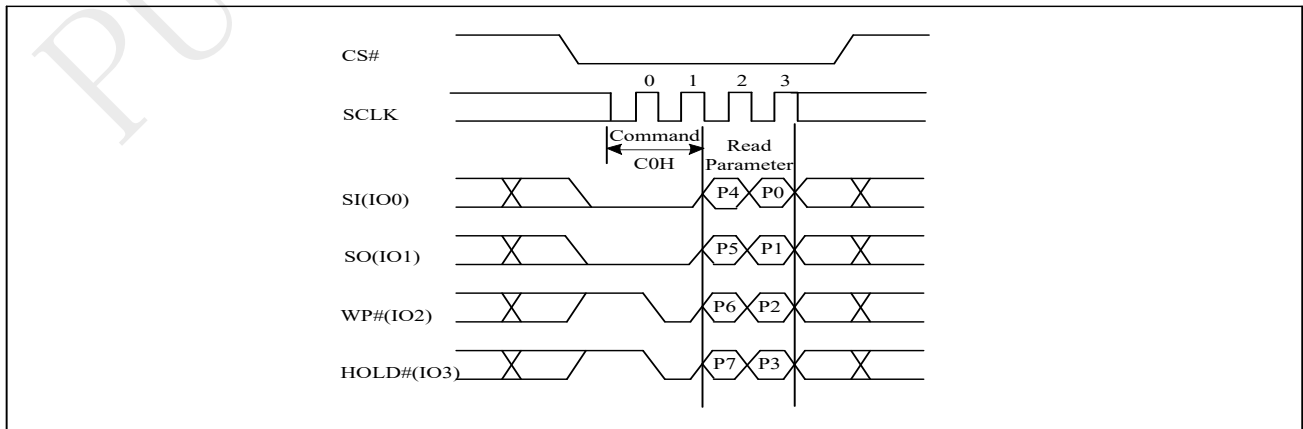 PU
CS#
0 1 2 3
SCLK
Command Read
C0H Parameter
SI(IO0) P4 P0
SO(IO1) P5 P1
WP#(IO2) P6 P2
HOLD#(IO3) P7 P3